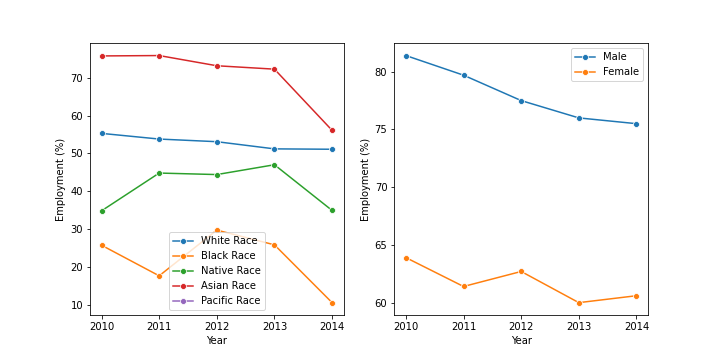 Employment (%)
70
60
50
40
30
20
10
White Race
Black Race
Native Race
Asian Race
Pacific Race
2010 2011 2012 2013 2014
Year
Employment (%)
80
75
70
65
60
Male
Female
2010 2011 2012 2013 2014
Year